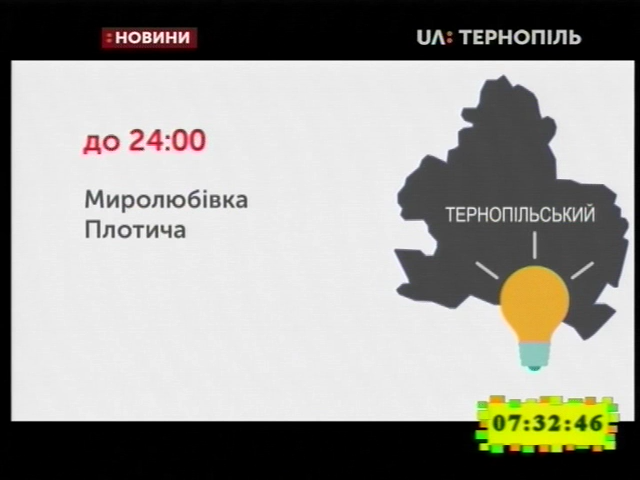 :НОВИНИ
UA: ТЕРНОПІЛЬ
до 24:00
Миролюбівка
Плотича
ТЕРНОПІЛЬСЬКИЙ
07:32:46